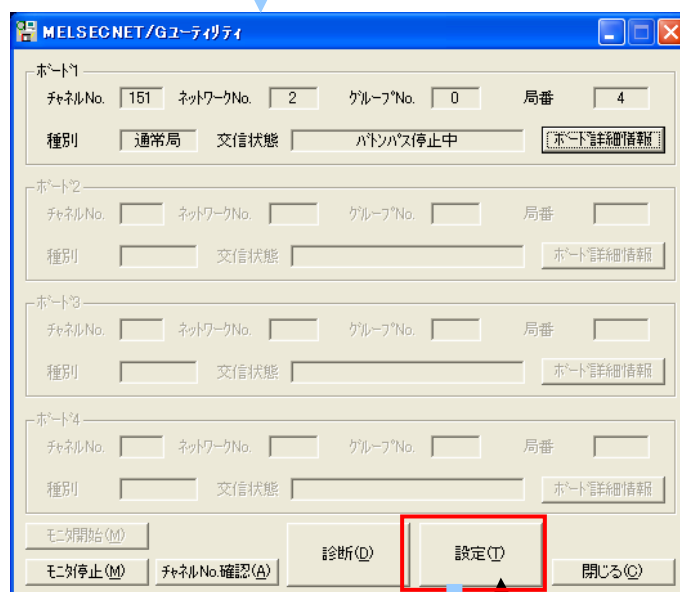 MELSECNET/Gユーティリティ
ボード1
チャネルNo. 151 ネットワークNo. 2 グループNo. 0 局番 4
種別 通常局 交信状態 バトンパス停止中 ボード詳細情報
ボード2
チャネルNo. ネットワークNo. グループNo. 局番
種別 交信状態 ボード詳細情報
ボード3
チャネルNo. ネットワークNo. グループNo. 局番
種別 交信状態 ボード詳細情報
ボード4
チャネルNo. ネットワークNo. グループNo. 局番
種別 交信状態 ボード詳細情報
モニタ開始(M) 診断(D) 設定(T)
モニタ停止(M) チャネルNo.確認(A) 閉じる(C)